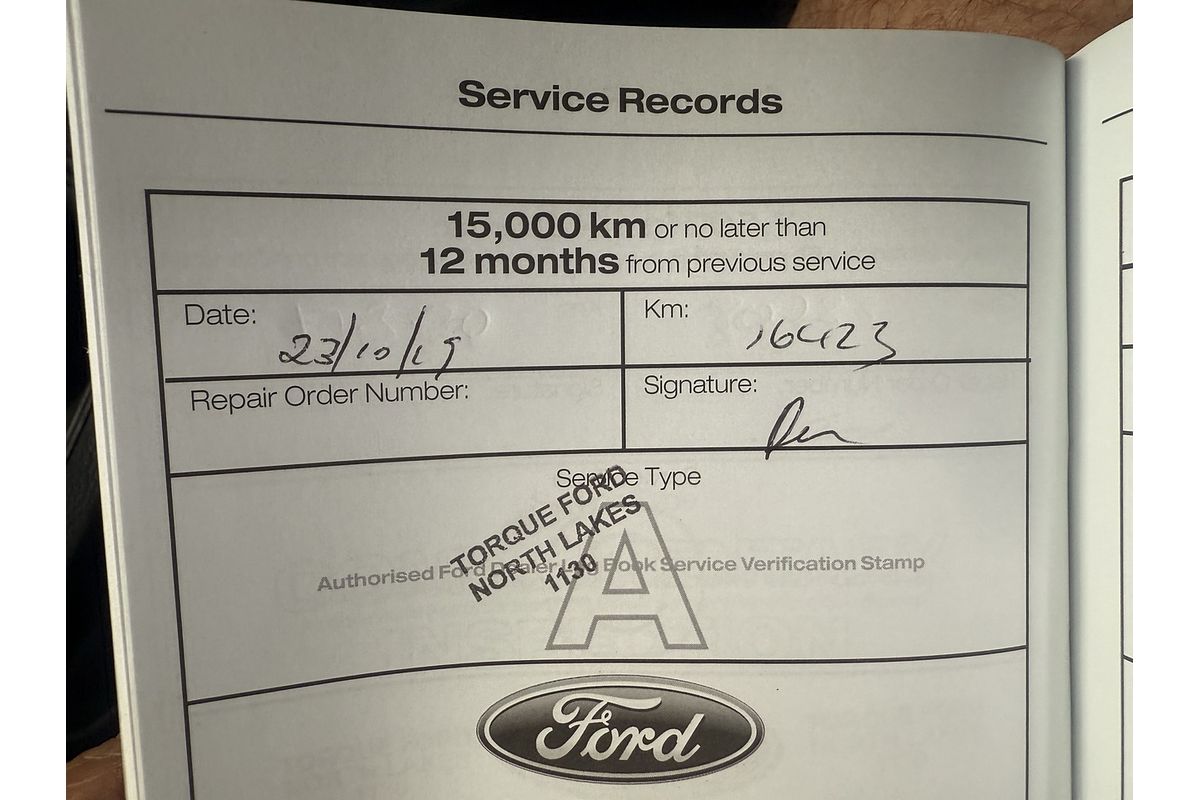 Service Records
15,000 km or no later than
12 months from previous service
Date: 23/10/19
Km: 16423
Repair Order Number:
Signature:
Service Type
TORQUE FORD
NORTH LAKES
1130
A
Authorised Ford Dealer Log Book Service Verification Stamp
Ford